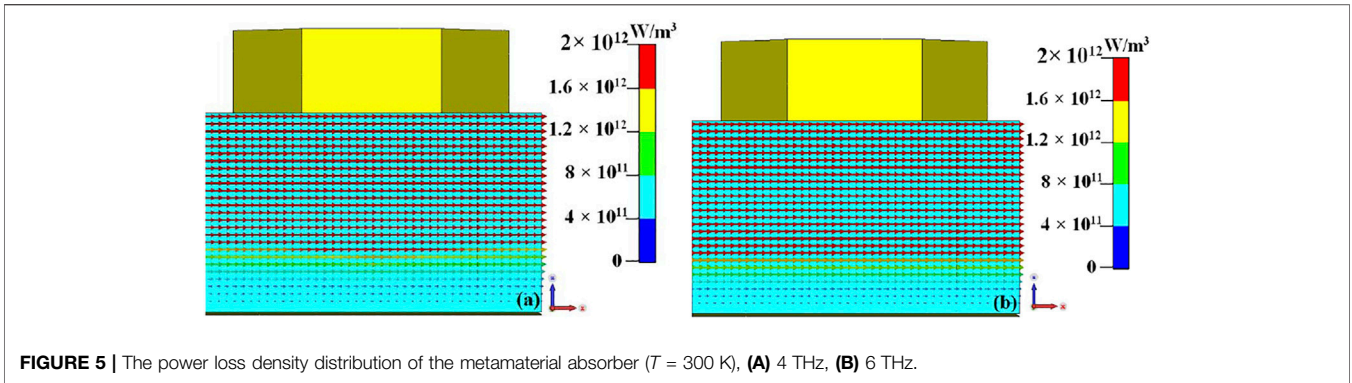 2× 10¹² W/m³
1.6 × 10¹²
1.2 × 10¹²
8 × 10¹¹
4 × 10¹¹
0
(a)
2× 10¹² W/m³
1.6 × 10¹²
1.2 × 10¹²
8 × 10¹¹
4 × 10¹¹
0
(b)
FIGURE 5 | The power loss density distribution of the metamaterial absorber (T = 300 K), (A) 4 THz, (B) 6 THz.